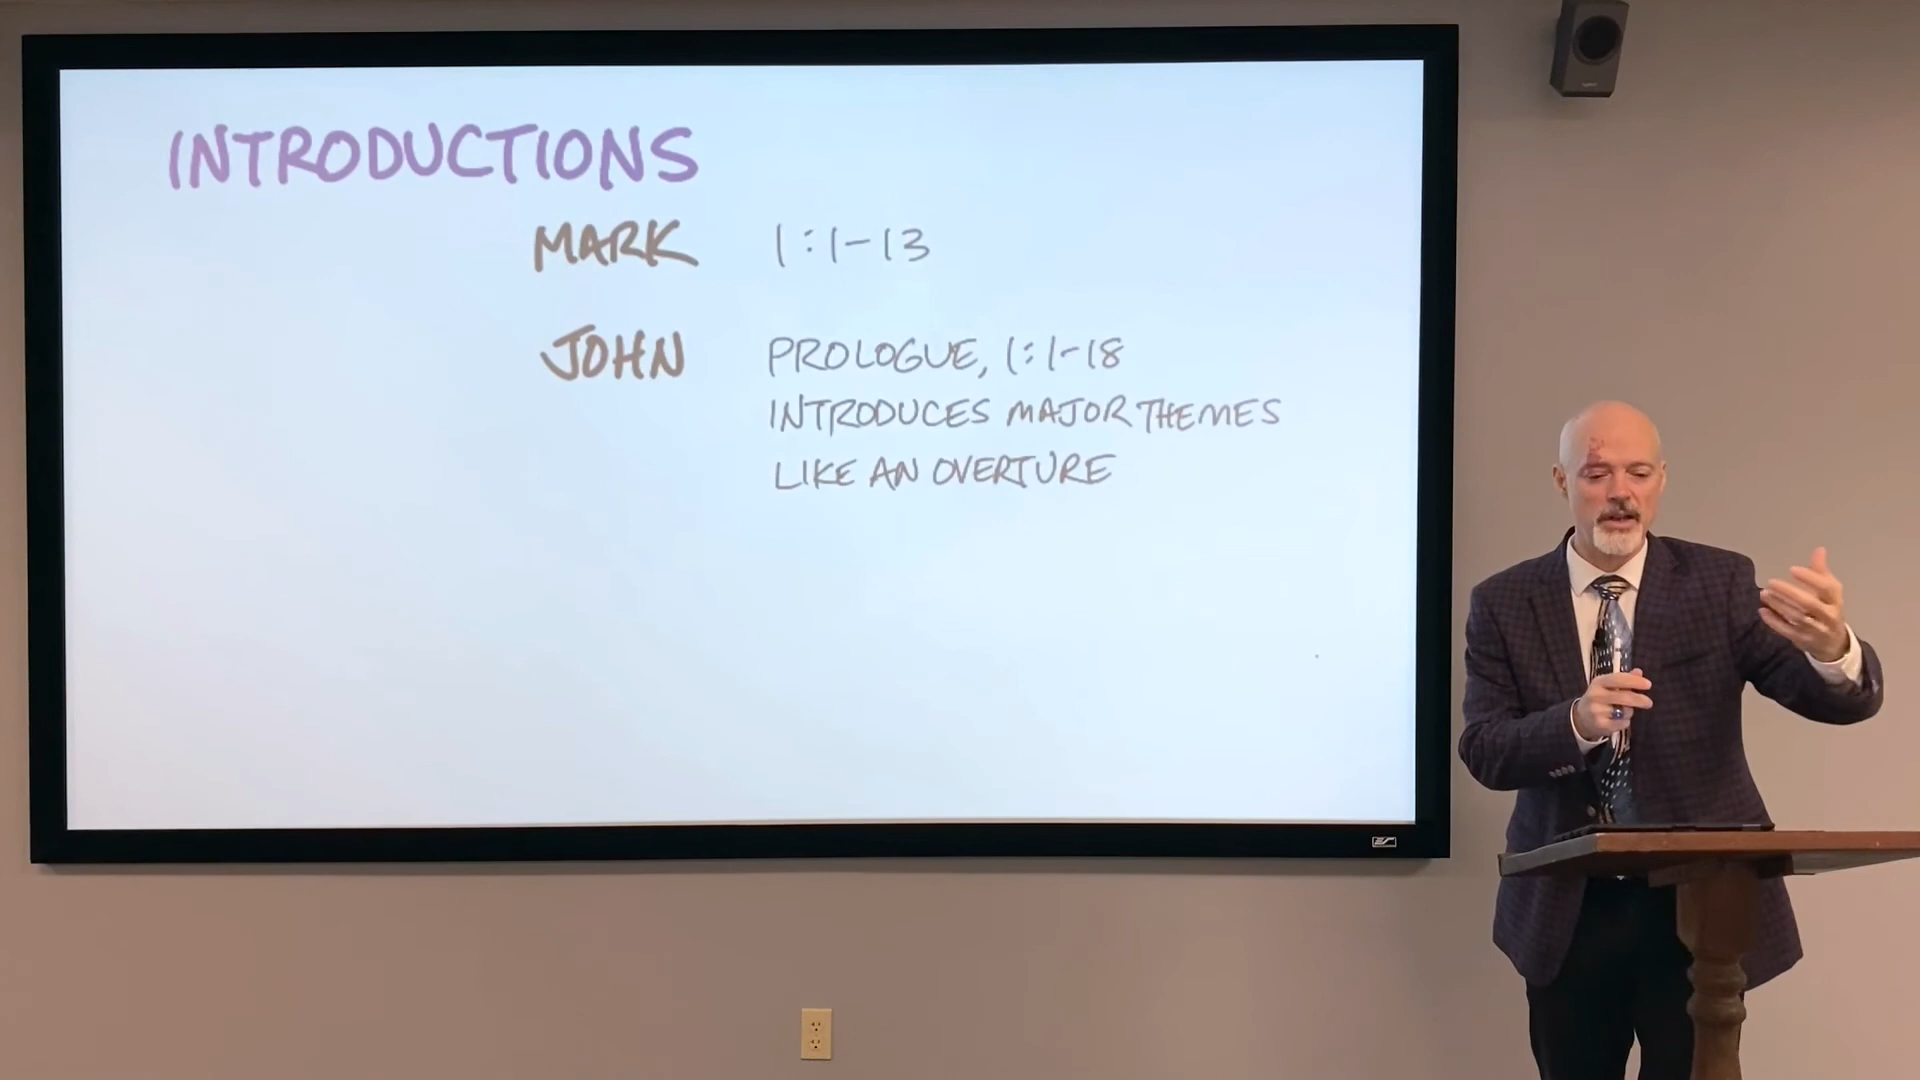 INTRODUCTIONS
MARK 1:1-13
JOHN PROLOGUE, 1:1-18
INTRODUCES MAJOR THEMES
LIKE AN OVERTURE